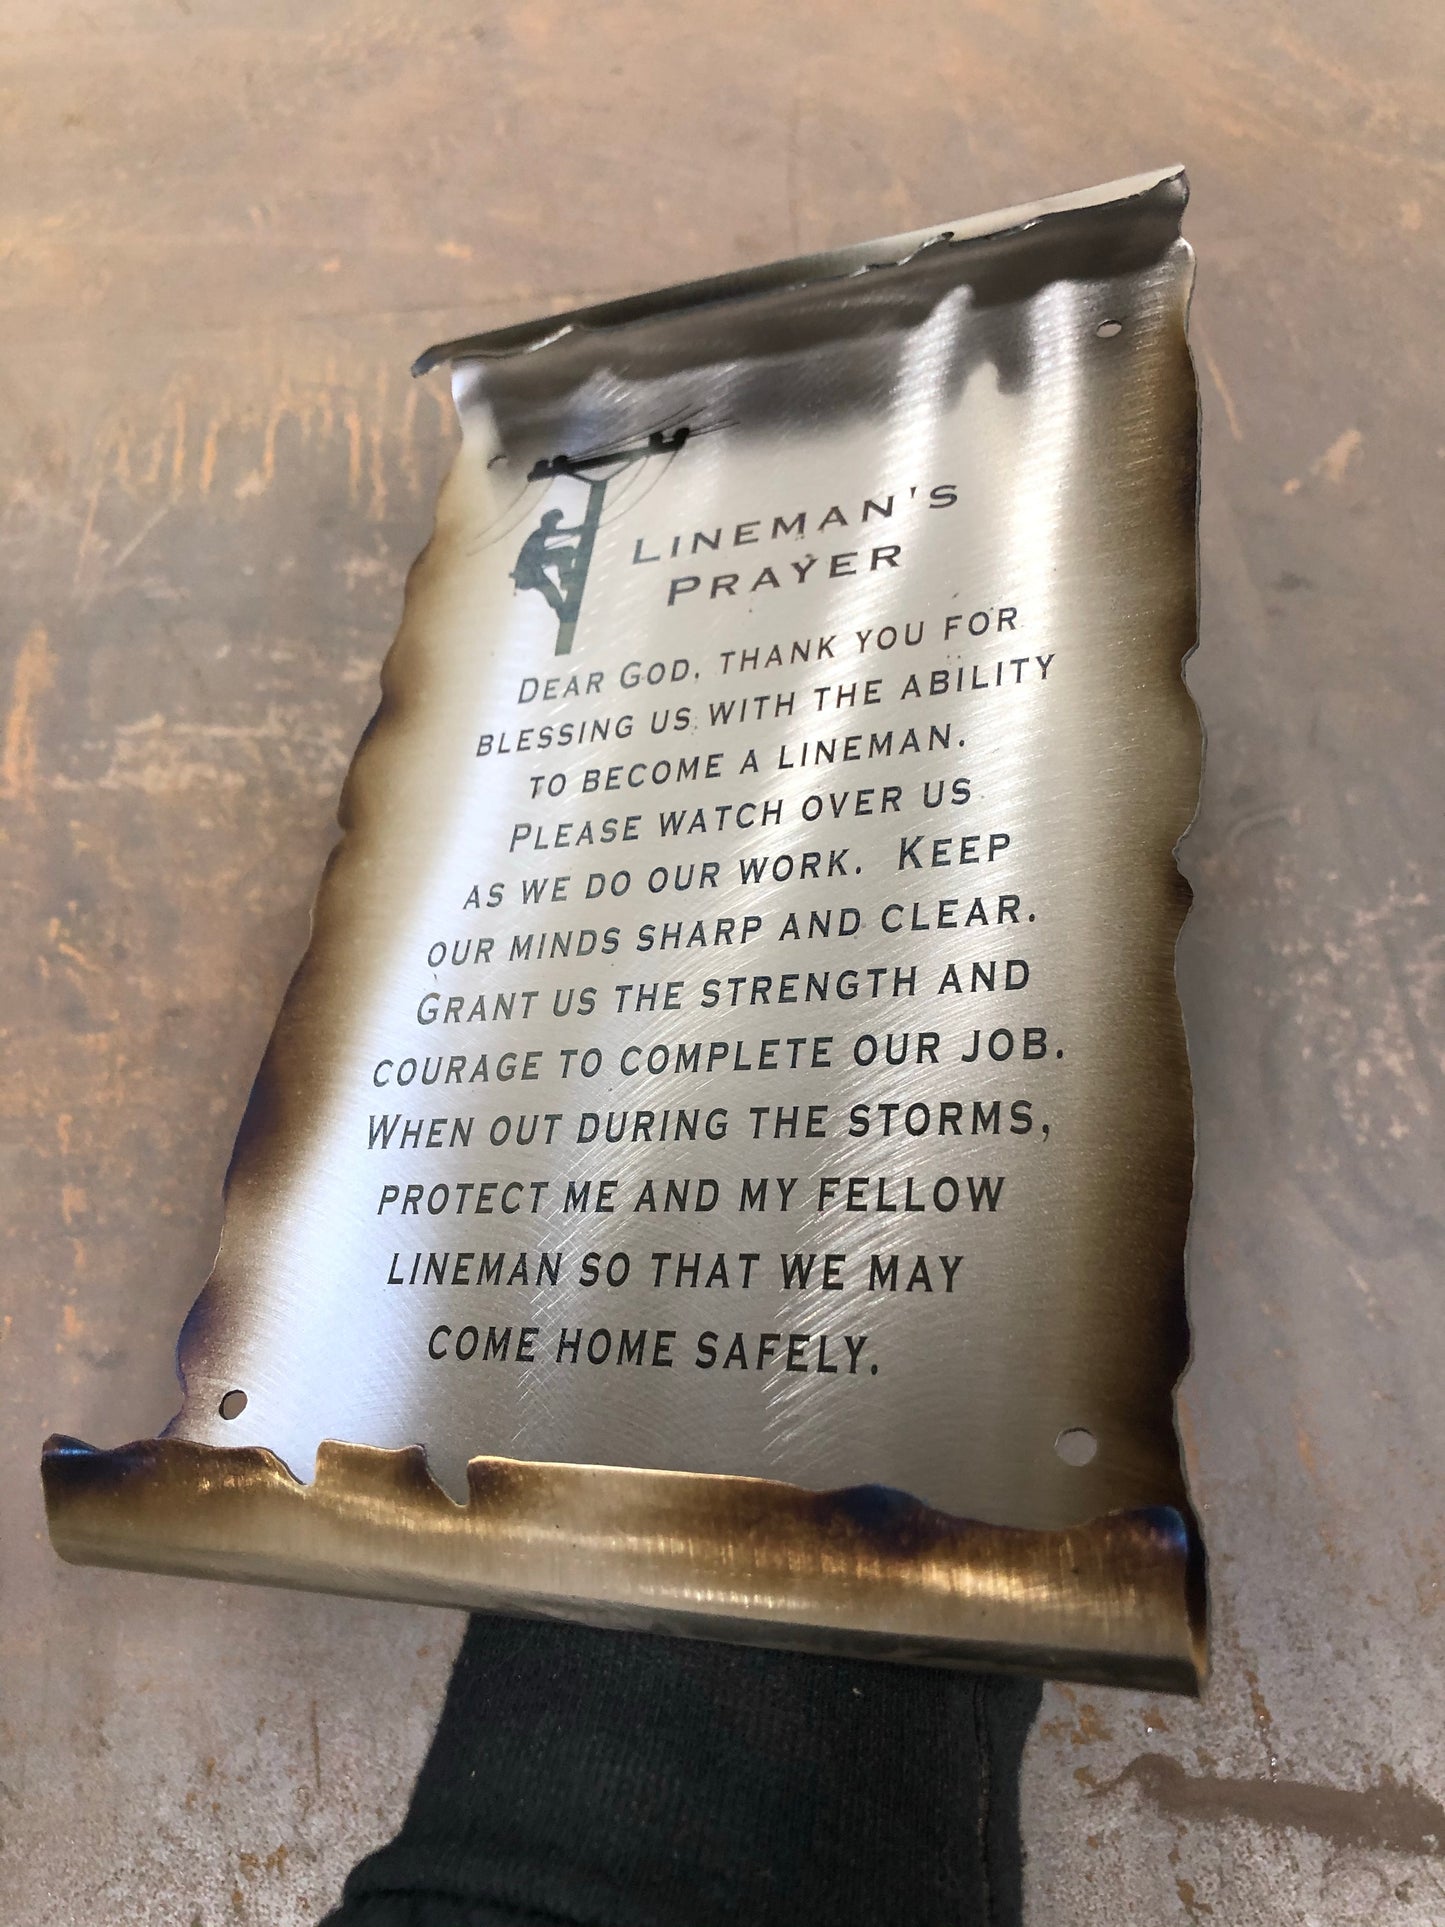 LINEMAN'S
PRAYER
DEAR GOD, THANK YOU FOR
BLESSING US WITH THE ABILITY
TO BECOME A LINEMAN.
PLEASE WATCH OVER US
AS WE DO OUR WORK. KEEP
OUR MINDS SHARP AND CLEAR.
GRANT US THE STRENGTH AND
COURAGE TO COMPLETE OUR JOB.
WHEN OUT DURING THE STORMS,
PROTECT ME AND MY FELLOW
LINEMAN SO THAT WE MAY
COME HOME SAFELY.